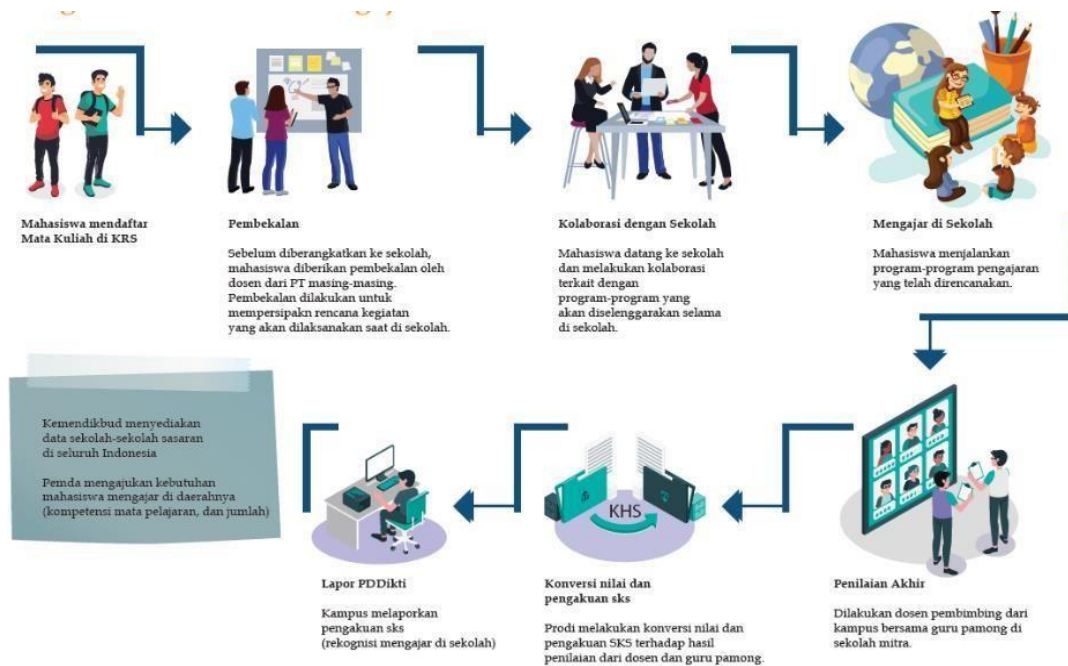 Mahasiswa mendaftar
Mata Kuliah di KRS
Pembekalan
Sebelum diberangkatkan ke sekolah,
mahasiswa diberikan pembekalan oleh
dosen dari PT masing-masing.
Pembekalan dilakukan untuk
mempersipakn rencana kegiatan
yang akan dilaksanakan saat di sekolah.
Kolaborasi dengan Sekolah
Mahasiswa datang ke sekolah
dan melakukan kolaborasi
terkait dengan
program-program yang
akan diselenggarakan selama
di sekolah.
Mengajar di Sekolah
Mahasiswa menjalankan
program-program pengajaran
yang telah direncanakan.
Kemendikbud menyediakan
data sekolah-sekolah sasaran
di seluruh Indonesia
Pemda mengajukan kebutuhan
mahasiswa mengajar di daerahnya
(kompetensi mata pelajaran, dan jumlah)
Lapor PDDikti
Kampus melaporkan
pengakuan sks
(rekognisi mengajar di sekolah)
KHS
Konversi nilai dan
pengakuan sks
Prodi melakukan konversi nilai dan
pengakuan SKS terhadap hasil
penilaian dari dosen dan guru pamong.
Penilaian Akhir
Dilakukan dosen pembimbing dari
kampus bersama guru pamong di
sekolah mitra.